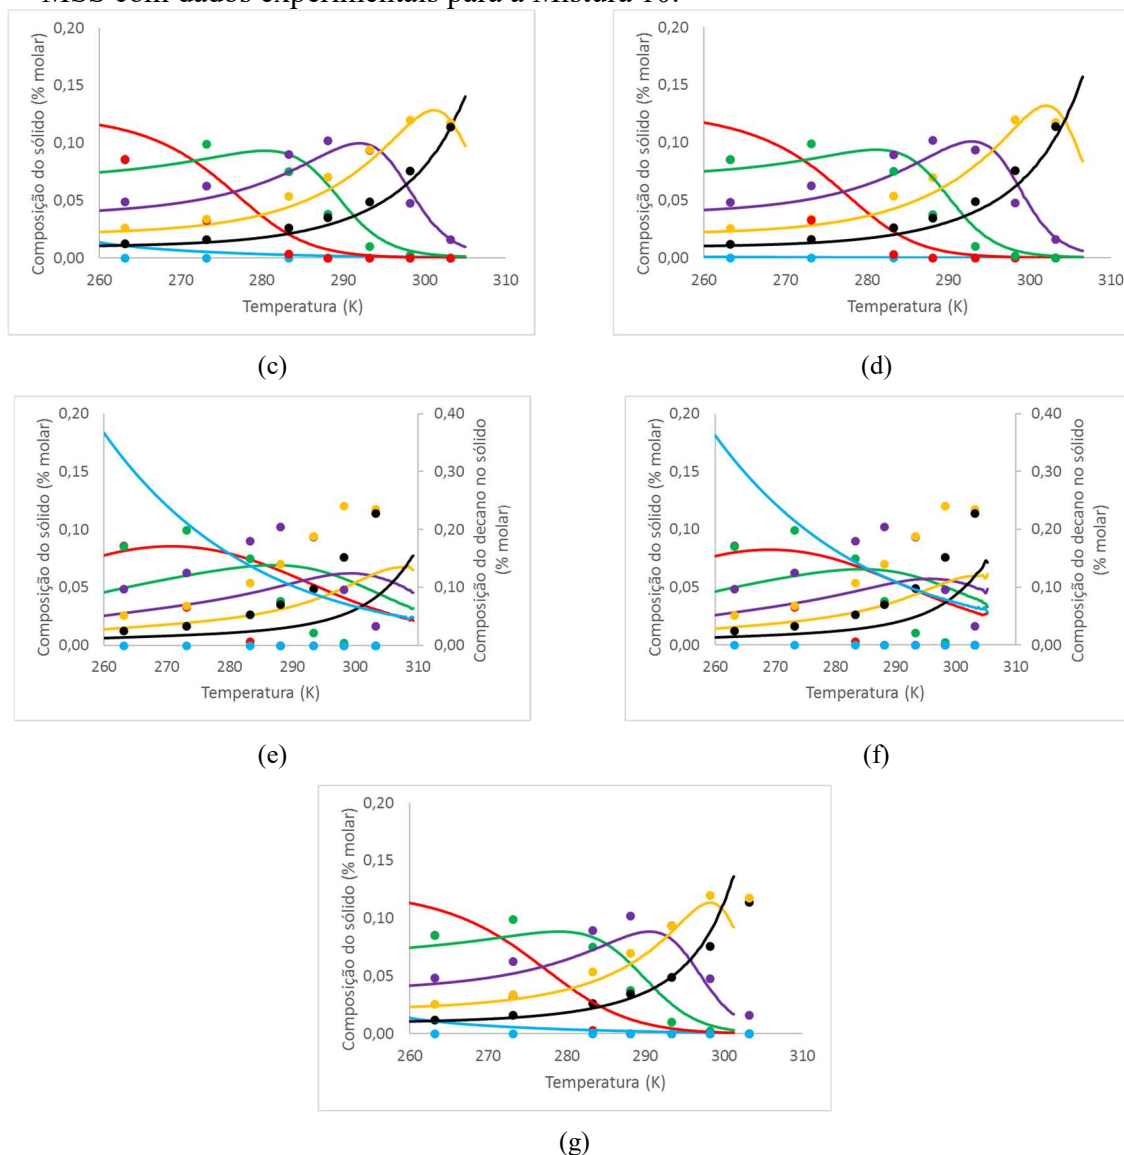 MSS com dados experimentais para a Mistura 10.
0,20
0,15
0,10
0,05
0,00
Composição do sólido (% molar)
260 270 280 290 300 310
Temperatura (K)
(c)
0,20
0,15
0,10
0,05
0,00
Composição do sólido (% molar)
260 270 280 290 300 310
Temperatura (K)
(d)
0,20
0,15
0,10
0,05
0,00
Composição do sólido (% molar)
0,40
0,30
0,20
0,10
0,00
Composição do decano no sólido
(% molar)
260 270 280 290 300 310
Temperatura (K)
(e)
0,20
0,15
0,10
0,05
0,00
Composição do sólido (% molar)
0,40
0,30
0,20
0,10
0,00
Composição do decano no sólido
(% molar)
260 270 280 290 300 310
Temperatura (K)
(f)
0,20
0,15
0,10
0,05
0,00
Composição do sólido (% molar)
260 270 280 290 300 310
Temperatura (K)
(g)